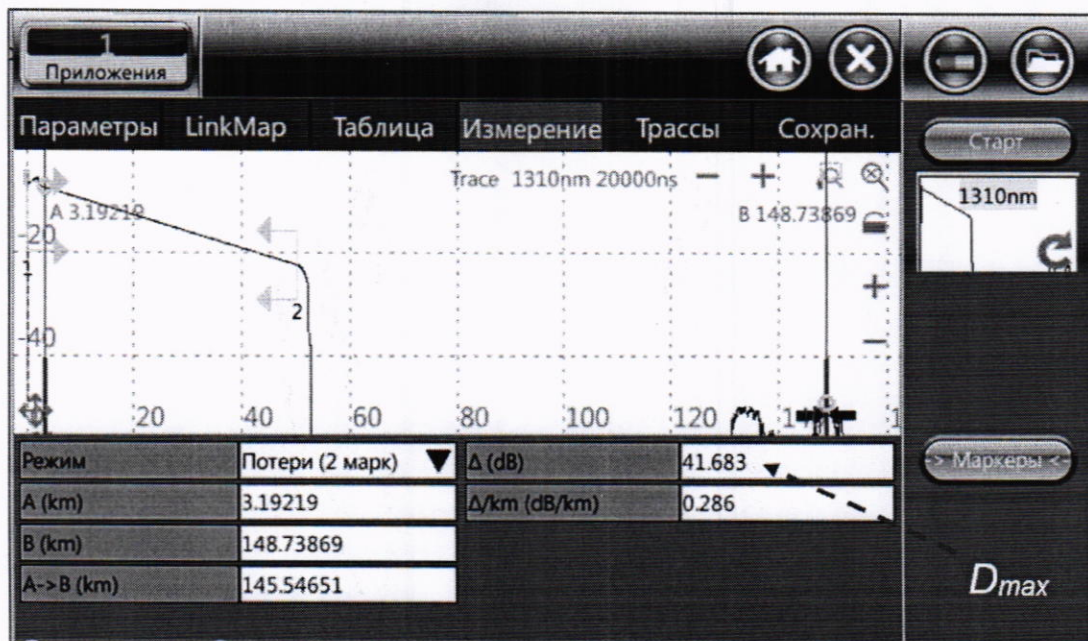 1
Приложения
Параметры LinkMap Таблица Измерение Трассы Сохран.
Старт
Trace 1310nm 20000ns
1310nm
A 3.19219
B 148.73869
-20
1
2
-40
20 40 60 80 100 120
Режим Потери (2 марк) Δ (dB) 41.683
> Маркеры <
A (km) 3.19219 Δ/km (dB/km) 0.286
B (km) 148.73869
A->B (km) 145.54651
Dmax